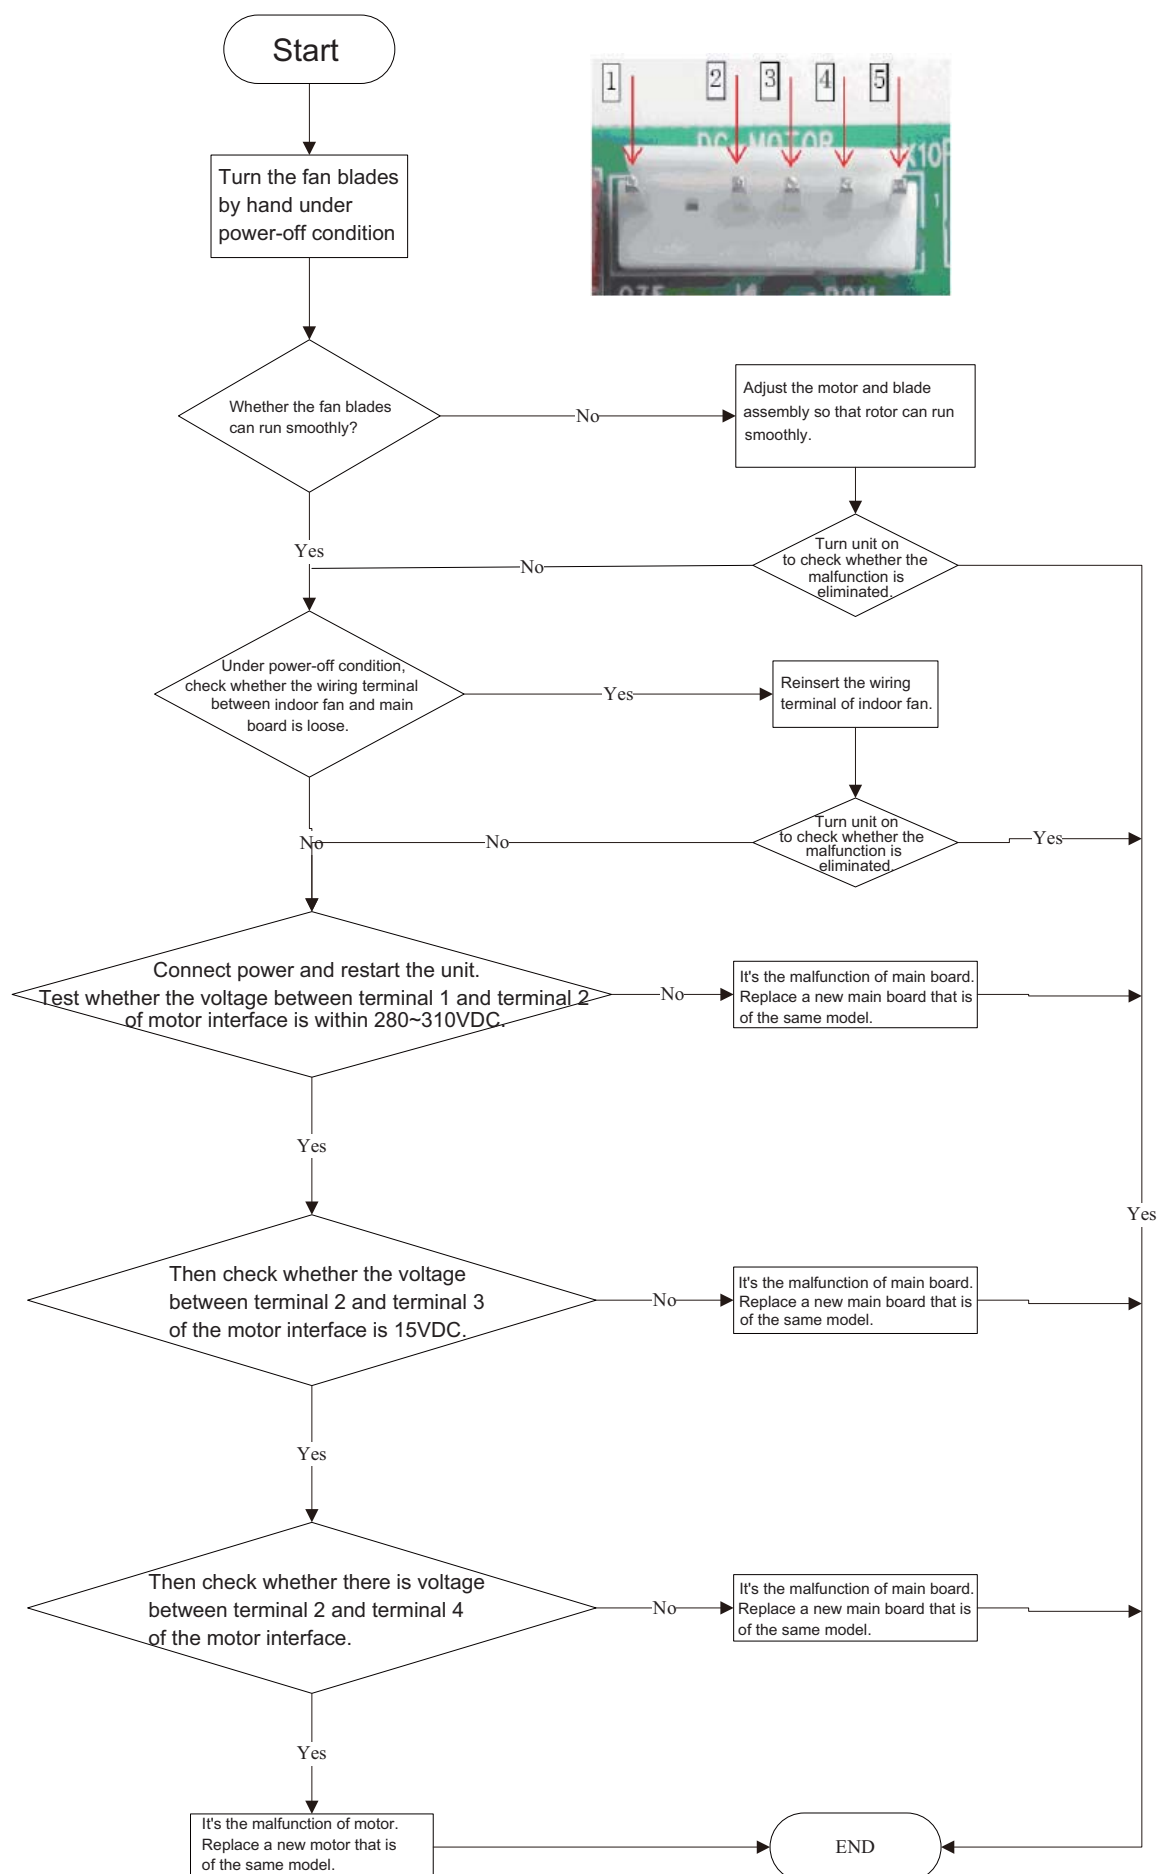 Start
1
2
3
4
5
DC MOTOR
Turn the fan blades
by hand under
power-off condition
Whether the fan blades
can run smoothly?
No
Adjust the motor and blade
assembly so that rotor can run
smoothly.
Yes
Turn unit on
to check whether the
malfunction is
eliminated.
No
Under power-off condition,
check whether the wiring terminal
between indoor fan and main
board is loose.
Yes
Reinsert the wiring
terminal of indoor fan.
No
No
Turn unit on
to check whether the
malfunction is
eliminated.
Yes
Connect power and restart the unit.
Test whether the voltage between terminal 1 and terminal 2
of motor interface is within 280~310VDC.
No
It's the malfunction of main board.
Replace a new main board that is
of the same model.
Yes
Yes
Then check whether the voltage
between terminal 2 and terminal 3
of the motor interface is 15VDC.
No
It's the malfunction of main board.
Replace a new main board that is
of the same model.
Yes
Then check whether there is voltage
between terminal 2 and terminal 4
of the motor interface.
No
It's the malfunction of main board.
Replace a new main board that is
of the same model.
Yes
It's the malfunction of motor.
Replace a new motor that is
of the same model.
END